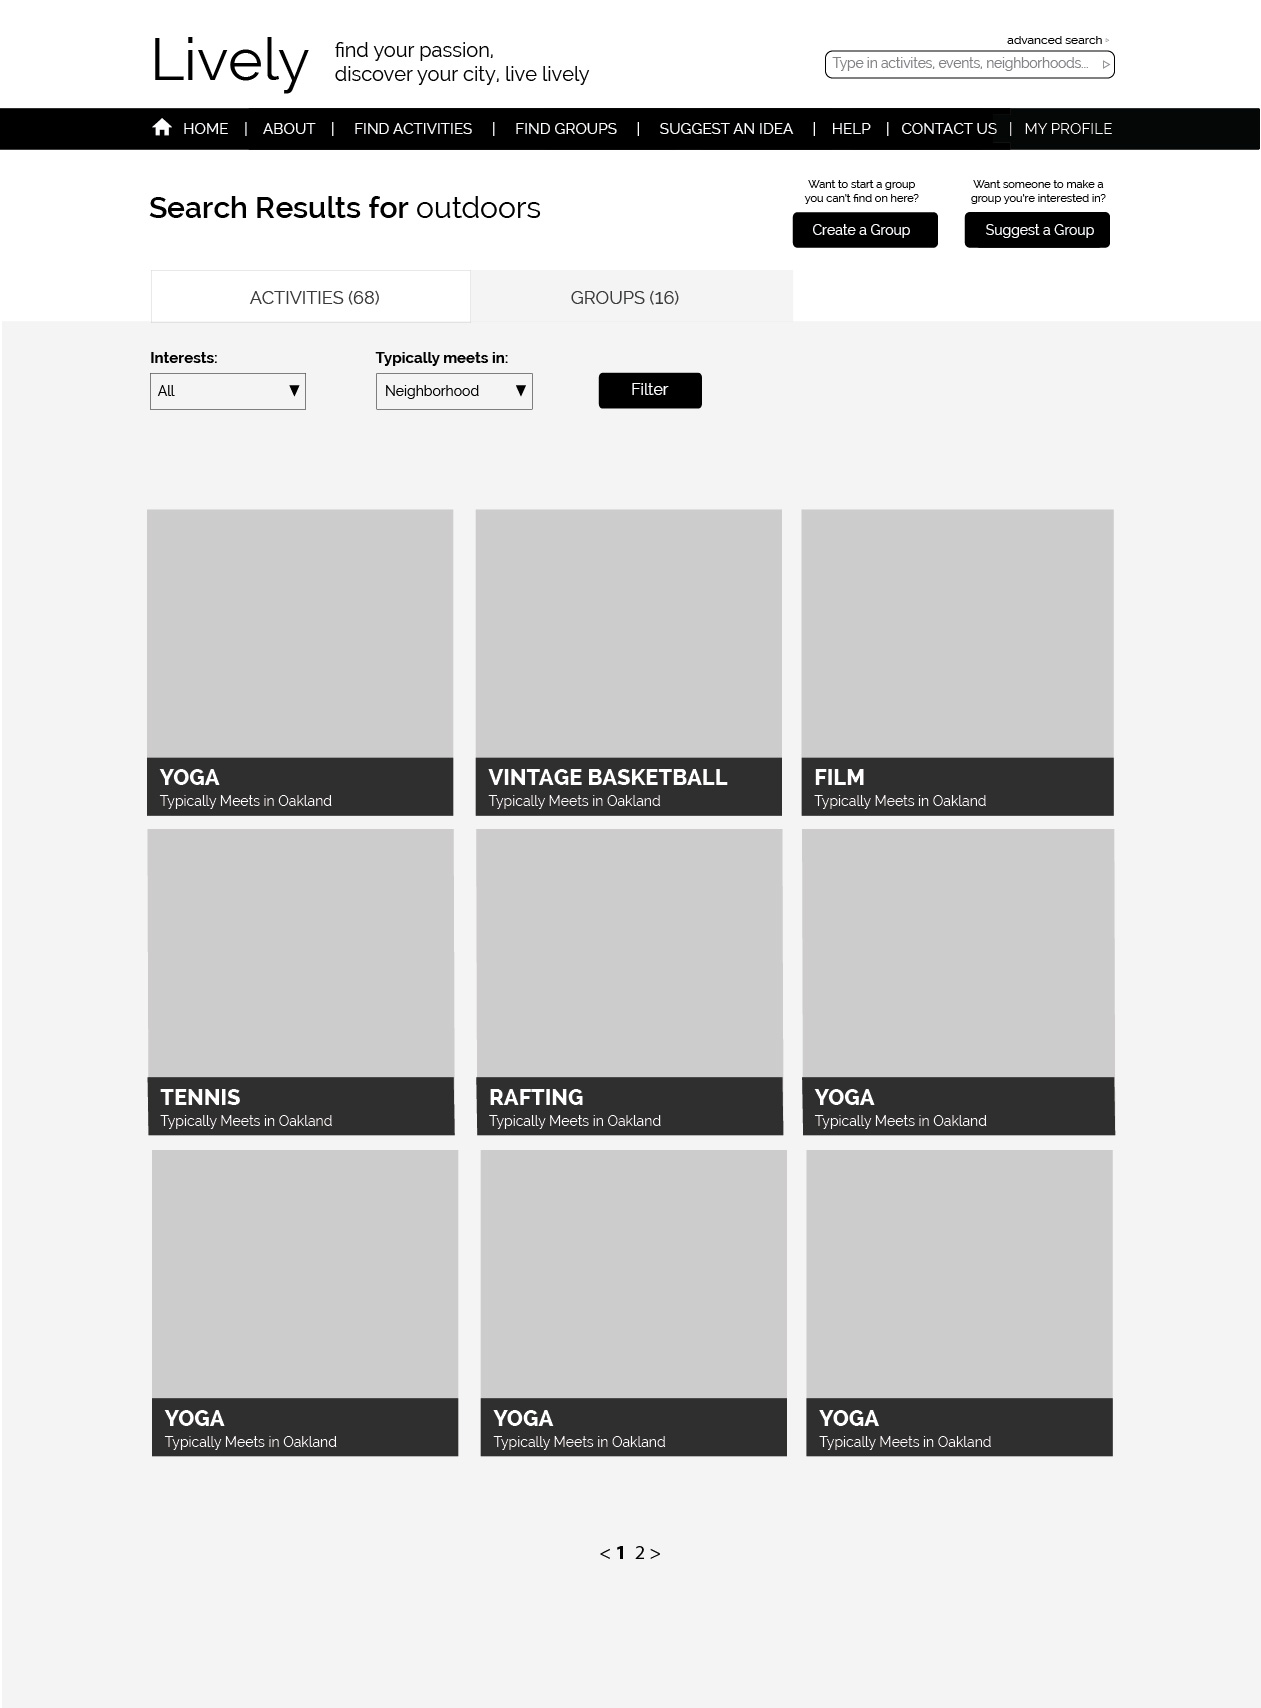 Lively
find your passion,
discover your city, live lively
advanced search
Type in activites, events, neighborhoods...
HOME | ABOUT | FIND ACTIVITIES | FIND GROUPS | SUGGEST AN IDEA | HELP | CONTACT US | MY PROFILE
Search Results for outdoors
Want to start a group
you can't find on here?
Create a Group
Want someone to make a
group you're interested in?
Suggest a Group
ACTIVITIES (68)
GROUPS (16)
Interests:
All
Typically meets in:
Neighborhood
Filter
YOGA
Typically Meets in Oakland
VINTAGE BASKETBALL
Typically Meets in Oakland
FILM
Typically Meets in Oakland
TENNIS
Typically Meets in Oakland
RAFTING
Typically Meets in Oakland
YOGA
Typically Meets in Oakland
YOGA
Typically Meets in Oakland
YOGA
Typically Meets in Oakland
YOGA
Typically Meets in Oakland
< 1 2 >